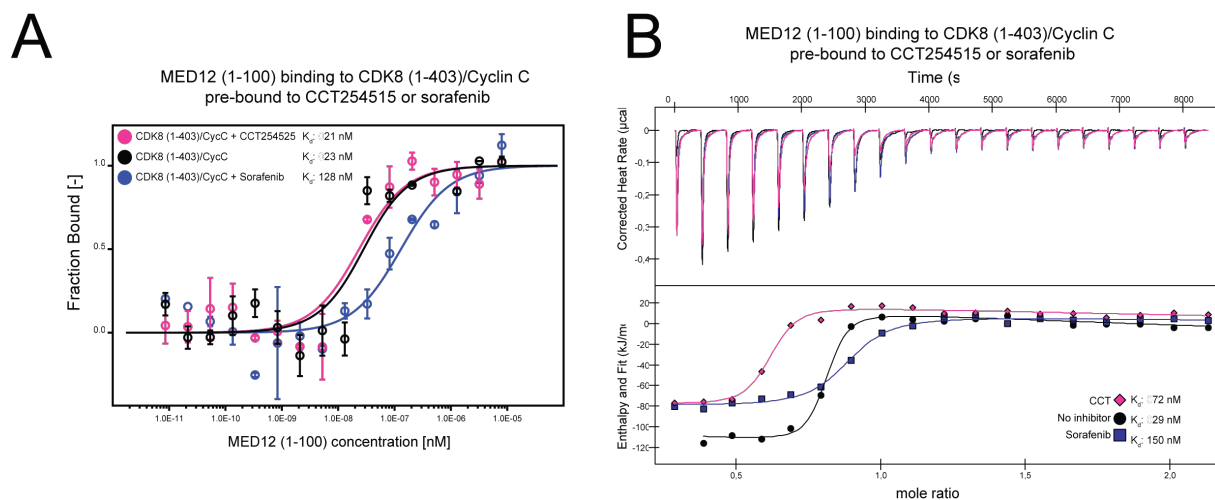 A
MED12 (1-100) binding to CDK8 (1-403)/Cyclin C
pre-bound to CCT254515 or sorafenib
CDK8 (1-403)/CycC + CCT254525 Kd: 021 nM
CDK8 (1-403)/CycC Kd: 023 nM
CDK8 (1-403)/CycC + Sorafenib Kd: 128 nM
Fraction Bound [-]
1.0
0.5
0.0
1.0E-11 1.0E-10 1.0E-09 1.0E-8 1.0E-07 1.0E-06 1.0E-05
MED12 (1-100) concentration [nM]
B
MED12 (1-100) binding to CDK8 (1-403)/Cyclin C
pre-bound to CCT254515 or sorafenib
Time (s
0 1000 2000 3000 4000 5000 6000 7000 8000
Corrected Heat Rate (µcal
0
-0,1
-0,2
-0,3
-0,4
Enthalpy and Fit (kJ/m
20
0
-20
-40
-60
-80
-100
-120
CCT Kd: 072 nM
No inhibitor Kd: 029 nM
Sorafenib Kd: 150 nM
0,5 1,0 1,5 2,0
mole ratio